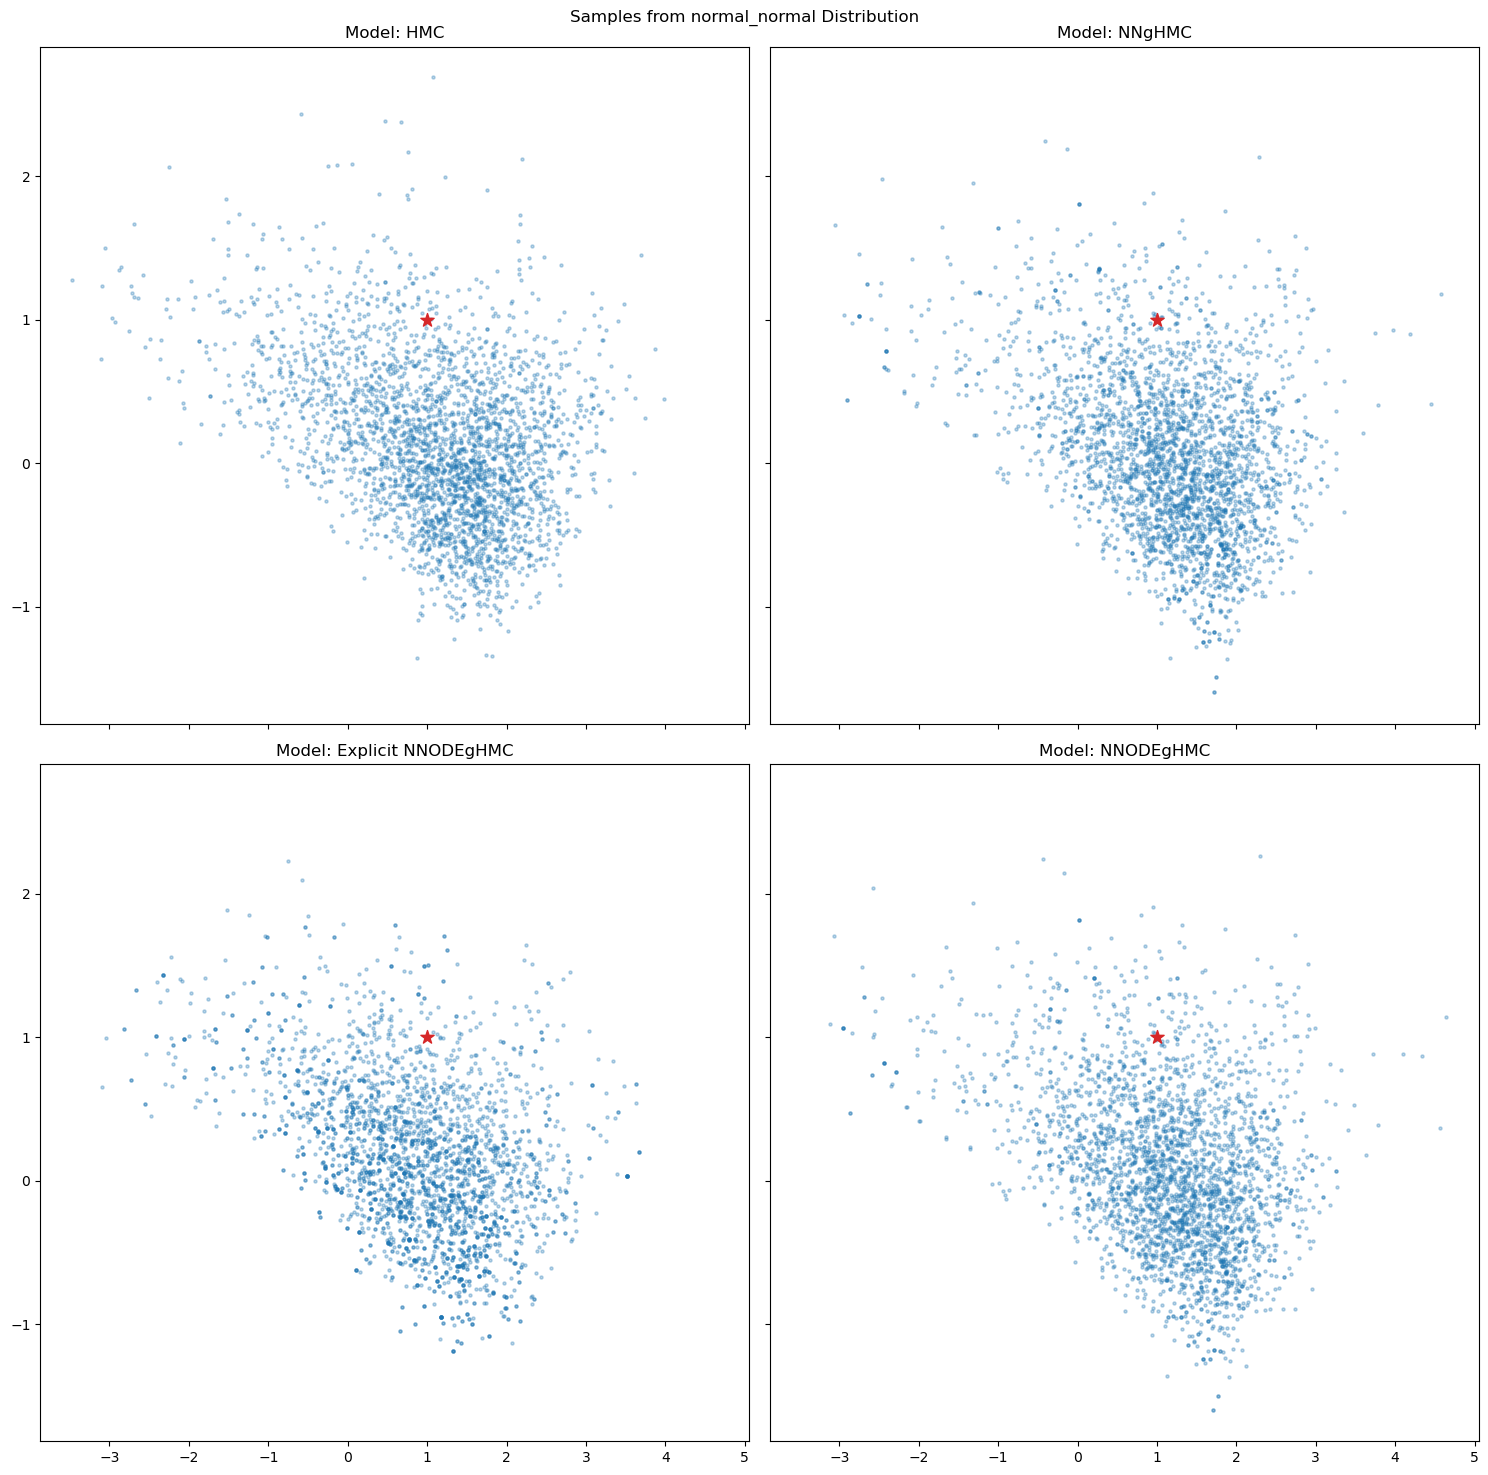 Samples from normal_normal Distribution
Model: HMC
Model: NNgHMC
2
1
0
−1
Model: Explicit NNODEgHMC
Model: NNODEgHMC
2
1
0
−1
−3 −2 −1 0 1 2 3 4 5
−3 −2 −1 0 1 2 3 4 5